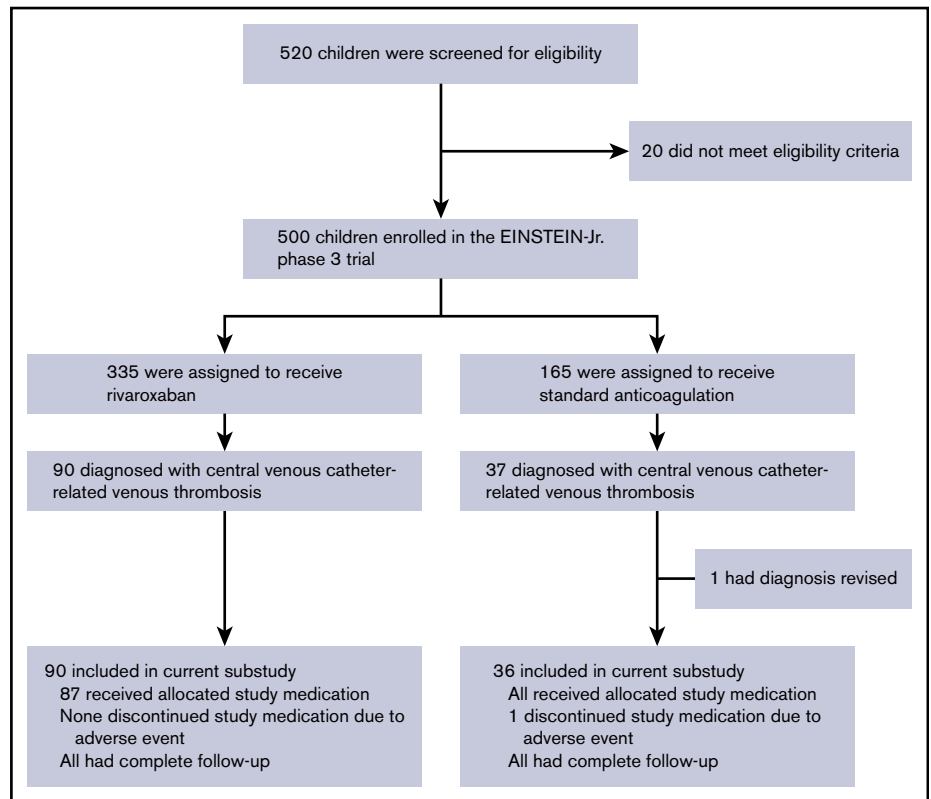 520 children were screened for eligibility
20 did not meet eligibility criteria
500 children enrolled in the EINSTEIN-Jr.
phase 3 trial
335 were assigned to receive
rivaroxaban
165 were assigned to receive
standard anticoagulation
90 diagnosed with central venous catheter-
related venous thrombosis
37 diagnosed with central venous catheter-
related venous thrombosis
1 had diagnosis revised
90 included in current substudy
87 received allocated study medication
None discontinued study medication due to
adverse event
All had complete follow-up
36 included in current substudy
All received allocated study medication
1 discontinued study medication due to
adverse event
All had complete follow-up